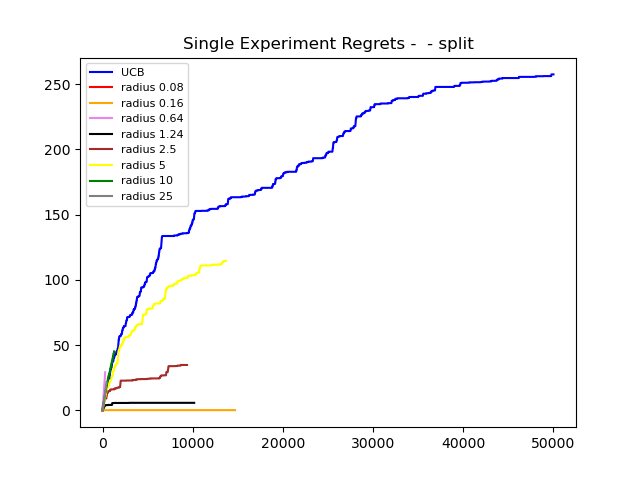 Single Experiment Regrets -  - split
UCB
radius 0.08
radius 0.16
radius 0.64
radius 1.24
radius 2.5
radius 5
radius 10
radius 25
250
200
150
100
50
0
0 10000 20000 30000 40000 50000